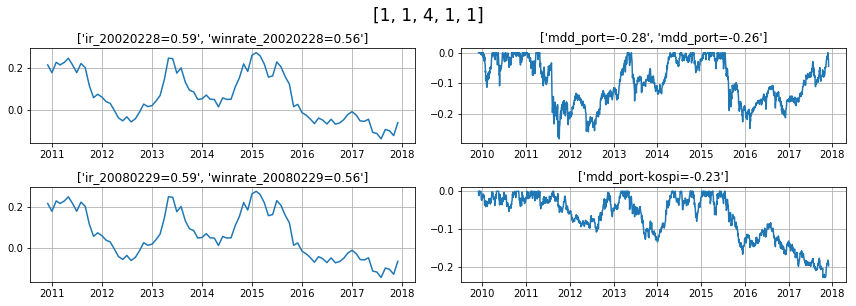 [1, 1, 4, 1, 1]
['ir_20020228=0.59', 'winrate_20020228=0.56']
0.2
0.0
2011 2012 2013 2014 2015 2016 2017 2018
['mdd_port=-0.28', 'mdd_port=-0.26']
0.0
−0.1
−0.2
2010 2011 2012 2013 2014 2015 2016 2017 2018
['ir_20080229=0.59', 'winrate_20080229=0.56']
0.2
0.0
2011 2012 2013 2014 2015 2016 2017 2018
['mdd_port-kospi=-0.23']
0.0
−0.1
−0.2
2010 2011 2012 2013 2014 2015 2016 2017 2018